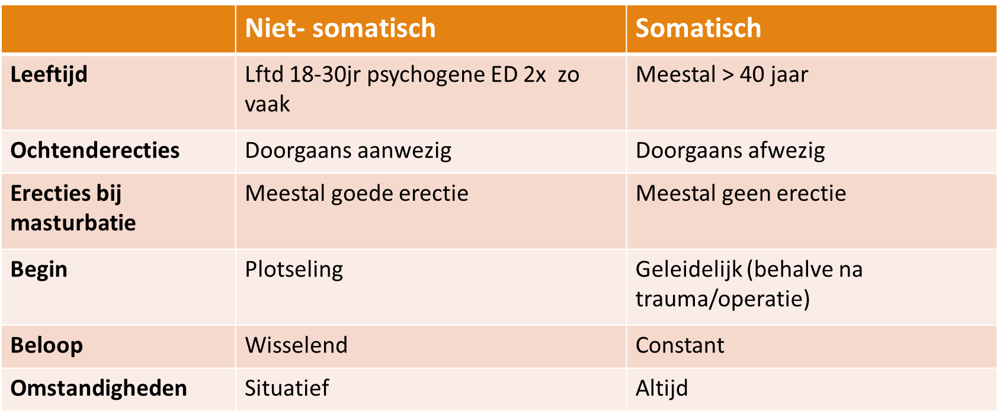 Niet- somatisch
Somatisch
Leeftijd
Lftd 18-30jr psychogene ED 2x  zo
vaak
Meestal > 40 jaar
Ochtenderecties
Doorgaans aanwezig
Doorgaans afwezig
Erecties bij
masturbatie
Meestal goede erectie
Meestal geen erectie
Begin
Plotseling
Geleidelijk (behalve na
trauma/operatie)
Beloop
Wisselend
Constant
Omstandigheden
Situatief
Altijd